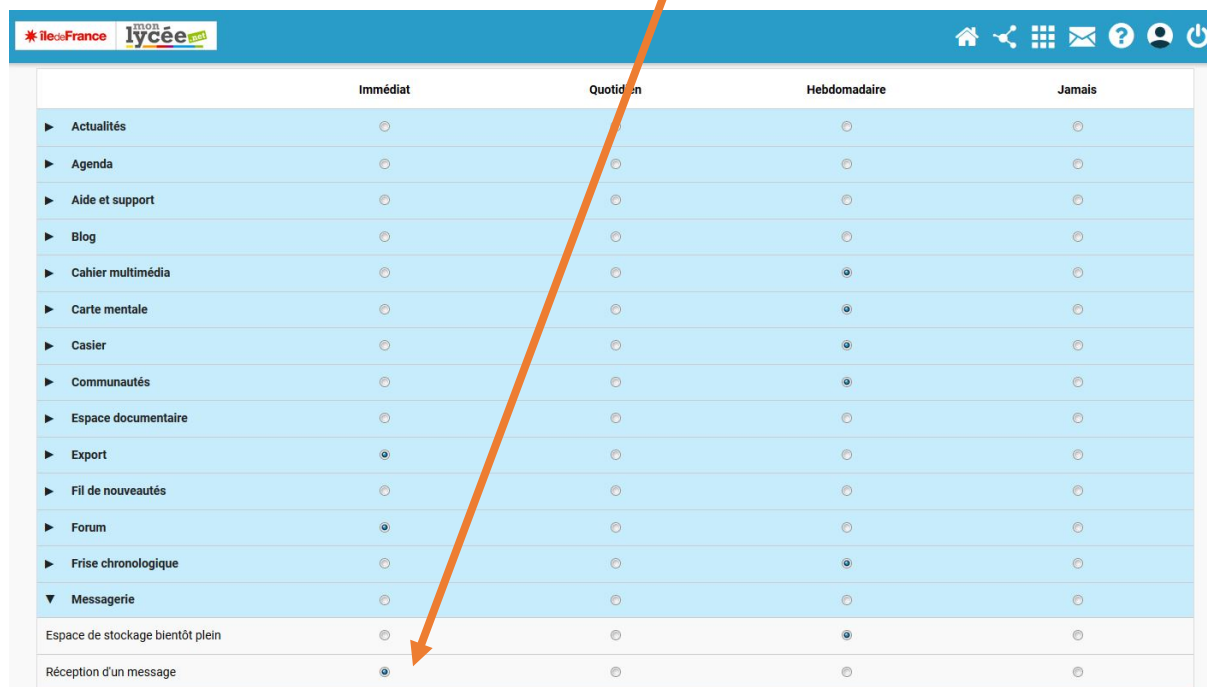 îledeFrance mon lycée.net
Immédiat Quotidien Hebdomadaire Jamais
Actualités
Agenda
Aide et support
Blog
Cahier multimédia
Carte mentale
Casier
Communautés
Espace documentaire
Export
Fil de nouveautés
Forum
Frise chronologique
Messagerie
Espace de stockage bientôt plein
Réception d'un message